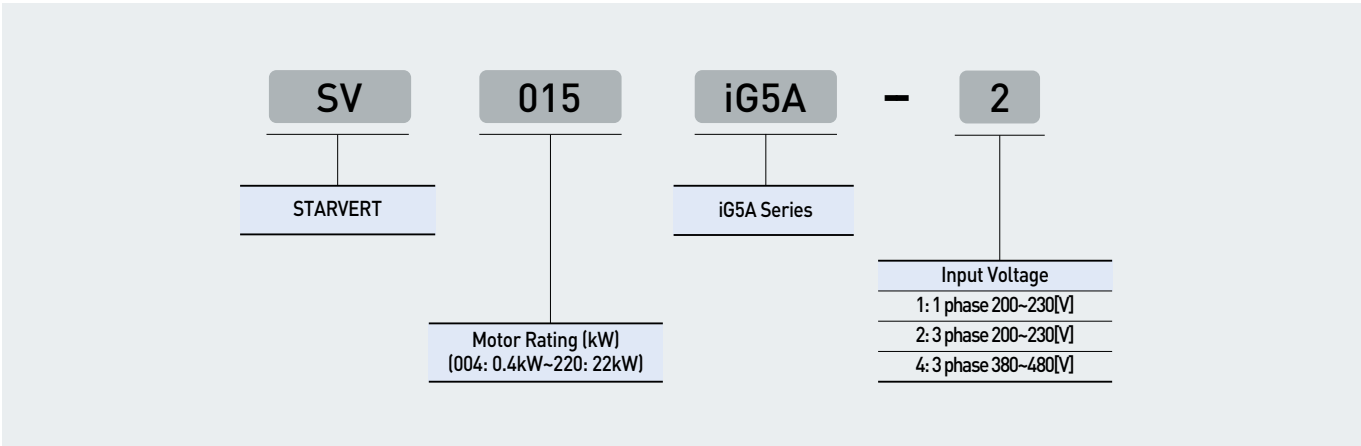 SV 015 iG5A – 2
STARVERT
iG5A Series
Motor Rating (kW)
(004: 0.4kW~220: 22kW)
Input Voltage
1: 1 phase 200~230[V]
2: 3 phase 200~230[V]
4: 3 phase 380~480[V]